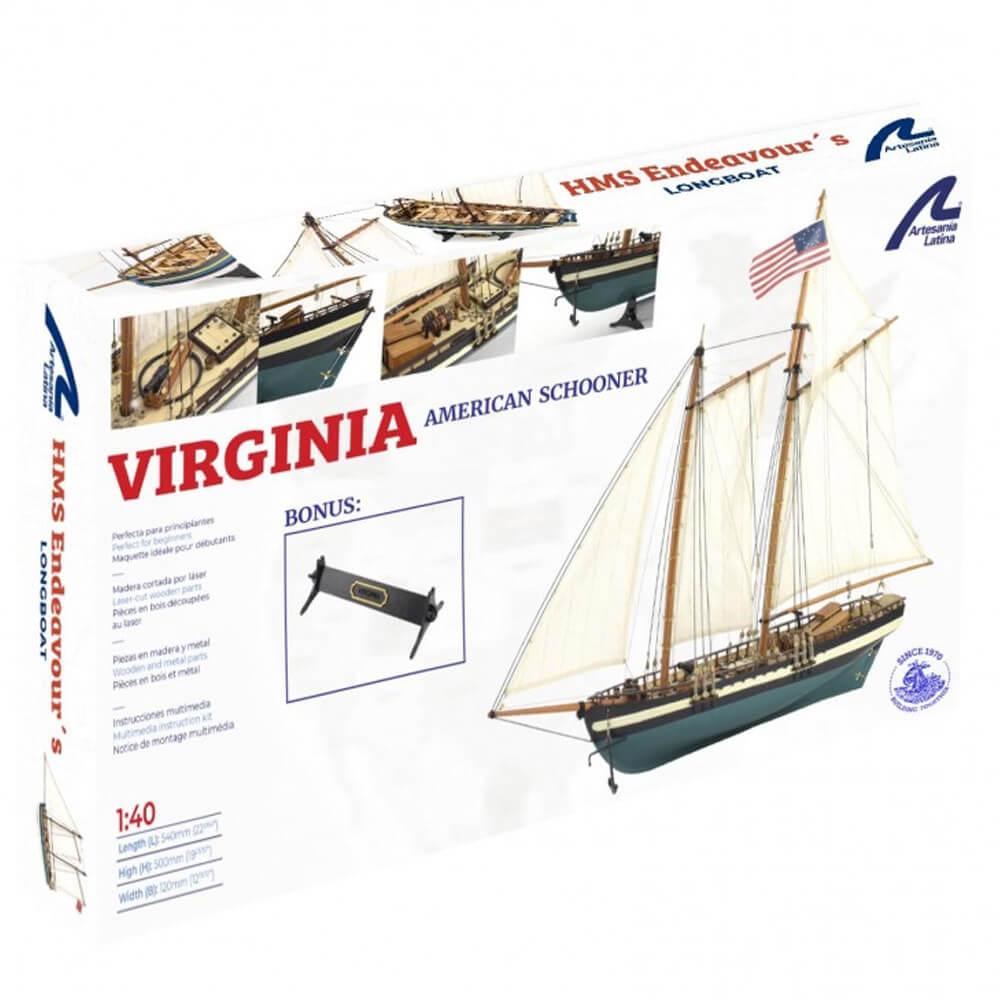 HMS Endeavour´s
LONGBOAT
Artesanía
Latina
Artesanía
Latina
Artesanía
Latina
HMS Endeavour´s
LONGBOAT
VIRGINIA
AMERICAN SCHOONER
BONUS:
Perfecta para principiantes
Perfect for beginners
Maquette idéale pour débutants
Madera cortada por láser
Laser-cut wooden parts
Pièces en bois découpées
au laser
Piezas en madera y metal
Wooden and metal parts
Pièces en bois et métal
Instrucciones multimedia
Multimedia instruction kit
Notice de montage multimédia
1:40
Length (L): 540mm
High (H): 500mm
Width (B): 120mm
SINCE 1970